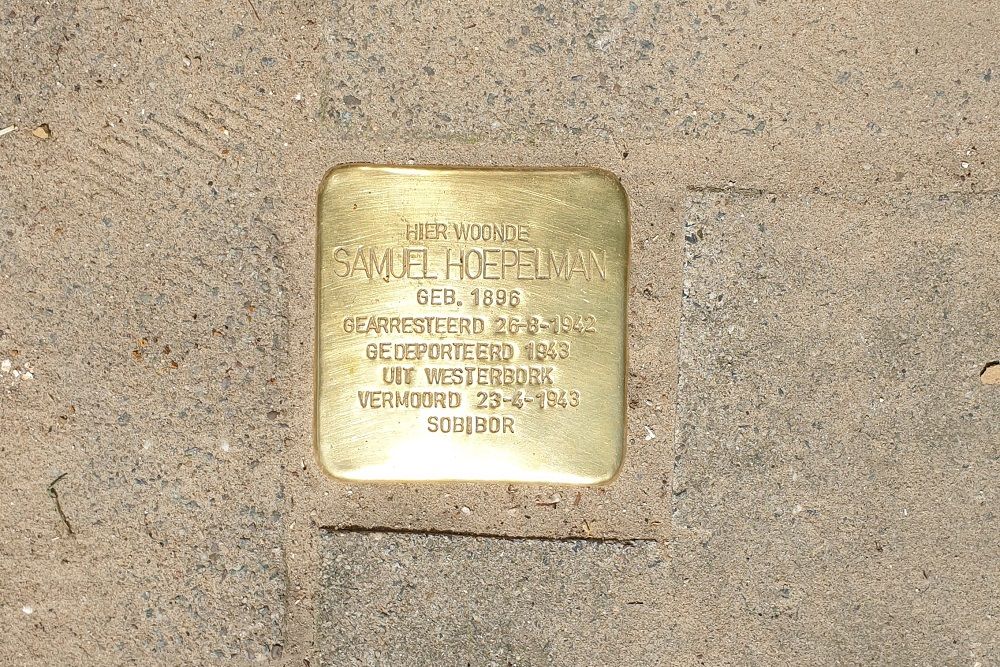 HIER WOONDE
SAMUEL HOEPELMAN
GEB. 1896
GEARRESTEERD 26-8-1942
GEDEPORTEERD 1943
UIT WESTERBORK
VERMOORD 23-4-1943
SOBIBOR